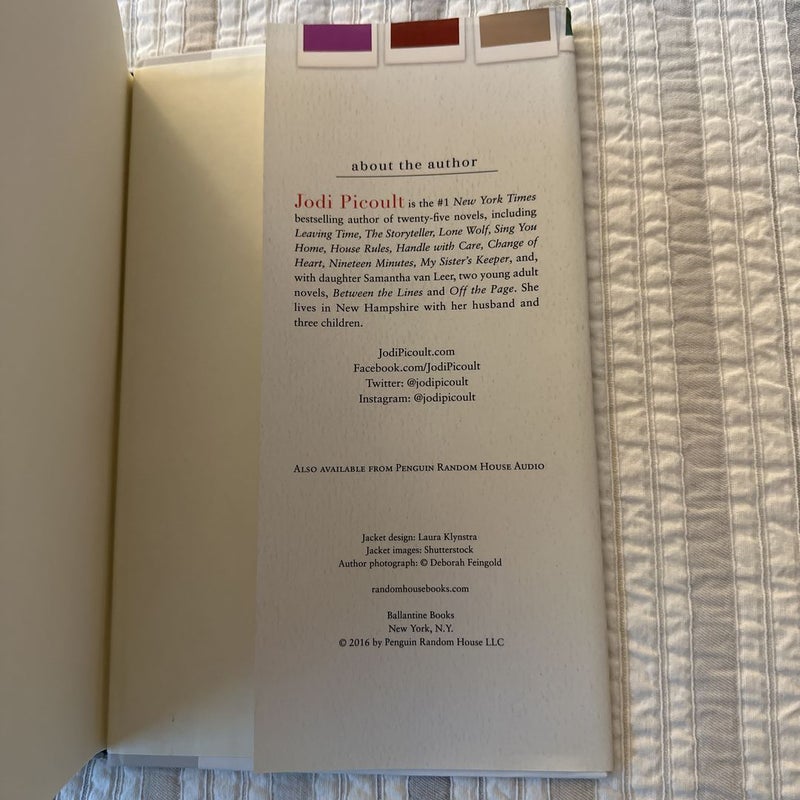 about the author
Jodi Picoult is the #1 New York Times
bestselling author of twenty-five novels, including
Leaving Time, The Storyteller, Lone Wolf, Sing You
Home, House Rules, Handle with Care, Change of
Heart, Nineteen Minutes, My Sister's Keeper, and,
with daughter Samantha van Leer, two young adult
novels, Between the Lines and Off the Page. She
lives in New Hampshire with her husband and
three children.
JodiPicoult.com
Facebook.com/JodiPicoult
Twitter: @jodipicoult
Instagram: @jodipicoult
Also available from Penguin Random House Audio
Jacket design: Laura Klynstra
Jacket images: Shutterstock
Author photograph: © Deborah Feingold
randomhousebooks.com
Ballantine Books
New York, N.Y.
© 2016 by Penguin Random House LLC